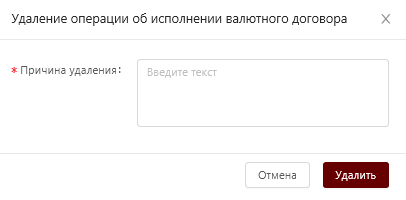 Удаление операции об исполнении валютного договора
* Причина удаления:
Введите текст
Отмена
Удалить